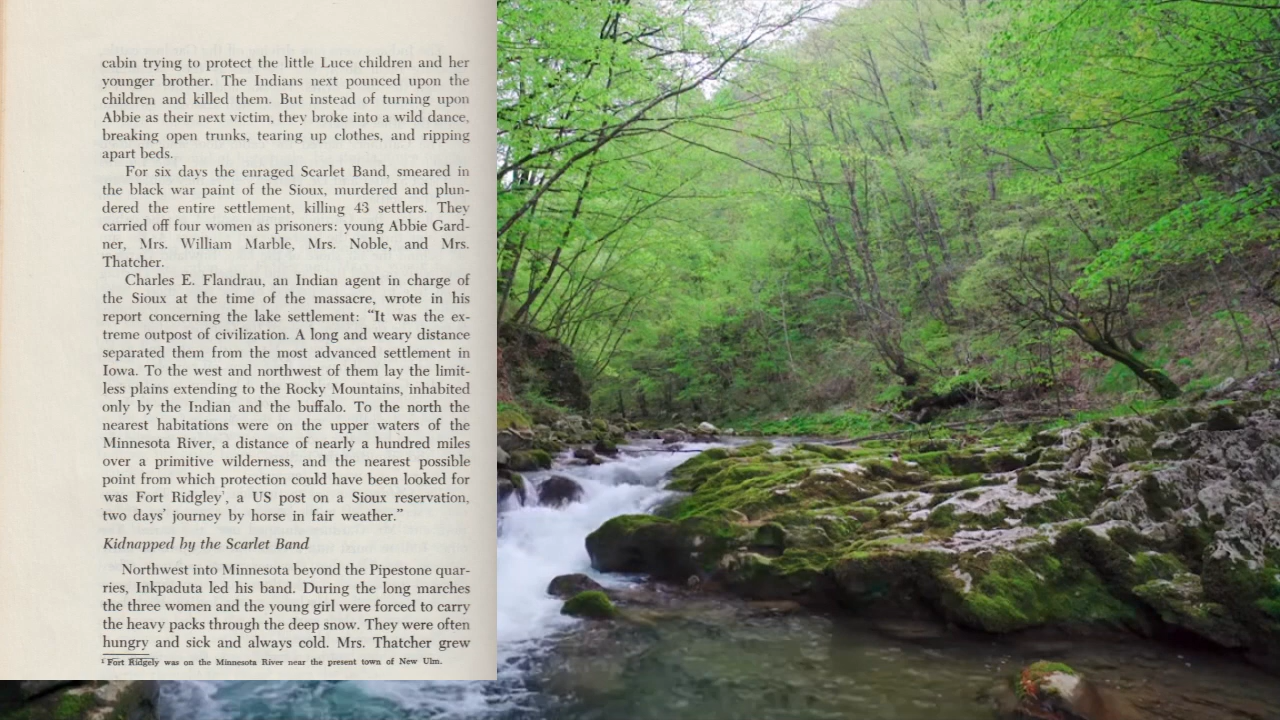 cabin trying to protect the little Luce children and her
younger brother. The Indians next pounced upon the
children and killed them. But instead of turning upon
Abbie as their next victim, they broke into a wild dance,
breaking open trunks, tearing up clothes, and ripping
apart beds.
For six days the enraged Scarlet Band, smeared in
the black war paint of the Sioux, murdered and plun-
dered the entire settlement, killing 43 settlers. They
carried off four women as prisoners: young Abbie Gard-
ner, Mrs. William Marble, Mrs. Noble, and Mrs.
Thatcher.
Charles E. Flandrau, an Indian agent in charge of
the Sioux at the time of the massacre, wrote in his
report concerning the lake settlement: “It was the ex-
treme outpost of civilization. A long and weary distance
separated them from the most advanced settlement in
Iowa. To the west and northwest of them lay the limit-
less plains extending to the Rocky Mountains, inhabited
only by the Indian and the buffalo. To the north the
nearest habitations were on the upper waters of the
Minnesota River, a distance of nearly a hundred miles
over a primitive wilderness, and the nearest possible
point from which protection could have been looked for
was Fort Ridgley', a US post on a Sioux reservation,
two days’ journey by horse in fair weather.”
Kidnapped by the Scarlet Band
Northwest into Minnesota beyond the Pipestone quar-
ries, Inkpaduta led his band. During the long marches
the three women and the young girl were forced to carry
the heavy packs through the deep snow. They were often
hungry and sick and always cold. Mrs. Thatcher grew
¹ Fort Ridgely was on the Minnesota River near the present town of New Ulm.